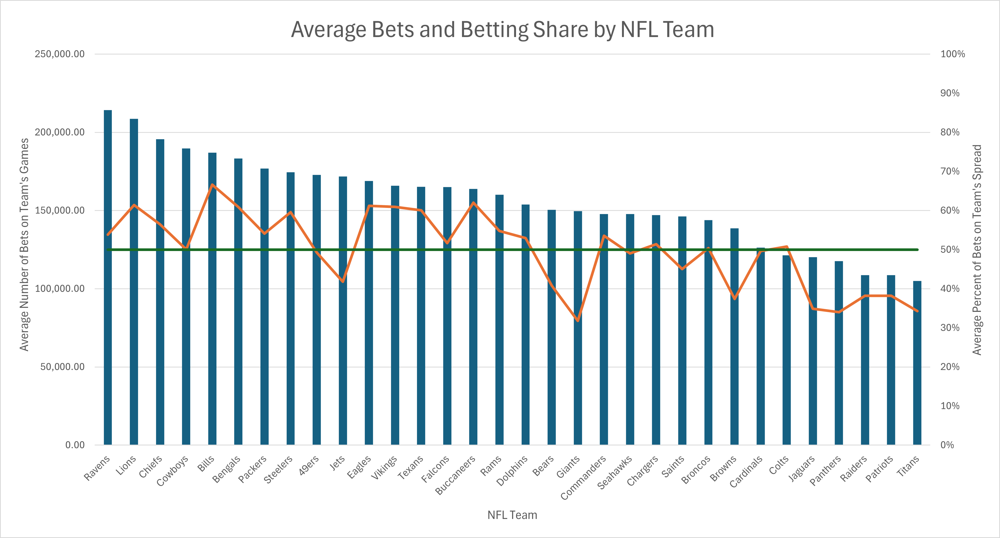 Average Bets and Betting Share by NFL Team
250,000.00
200,000.00
150,000.00
100,000.00
50,000.00
0.00
Average Number of Bets on Team's Games
100%
90%
80%
70%
60%
50%
40%
30%
20%
10%
0%
Average Percent of Bets on Team's Spread
Ravens
Lions
Chiefs
Cowboys
Bills
Bengals
Packers
Steelers
49ers
Jets
Eagles
Vikings
Texans
Falcons
Buccaneers
Rams
Dolphins
Bears
Giants
Commanders
Seahawks
Chargers
Saints
Broncos
Browns
Cardinals
Colts
Jaguars
Panthers
Raiders
Patriots
Titans
NFL Team